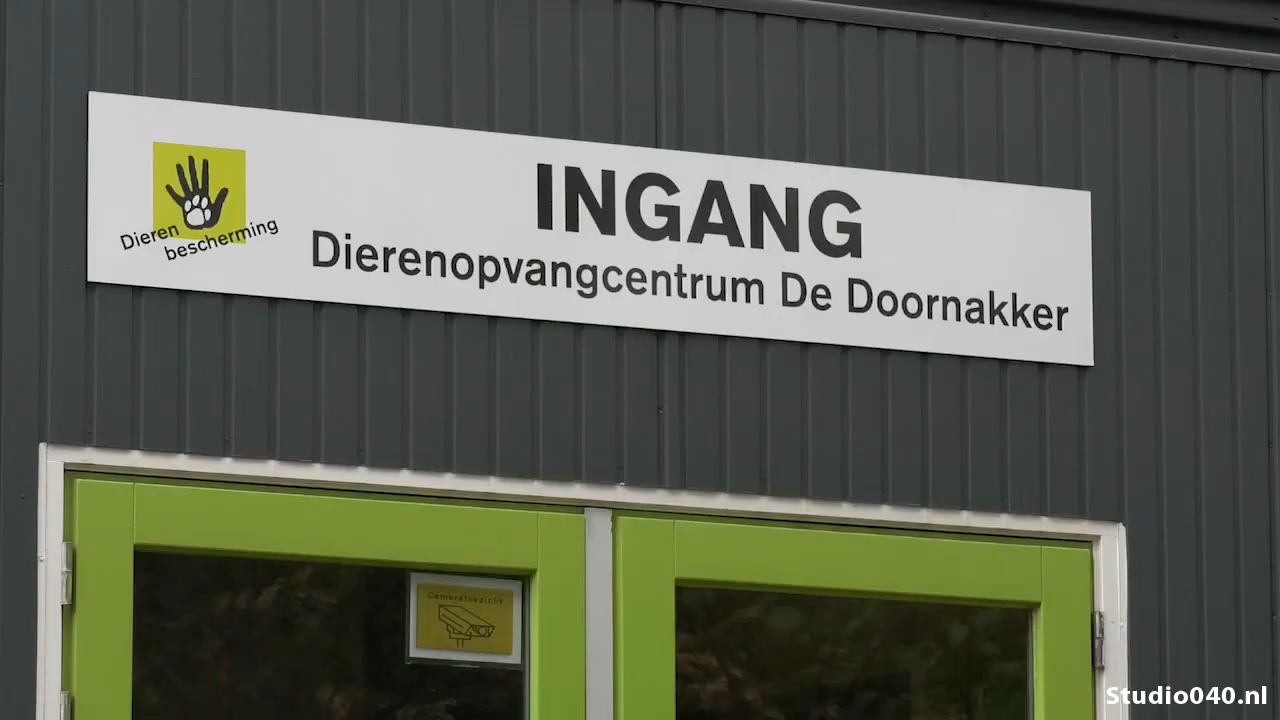 INGANG
Dieren
bescherming
Dierenopvangcentrum De Doornakker
Cameratoezicht
Studio040.nl